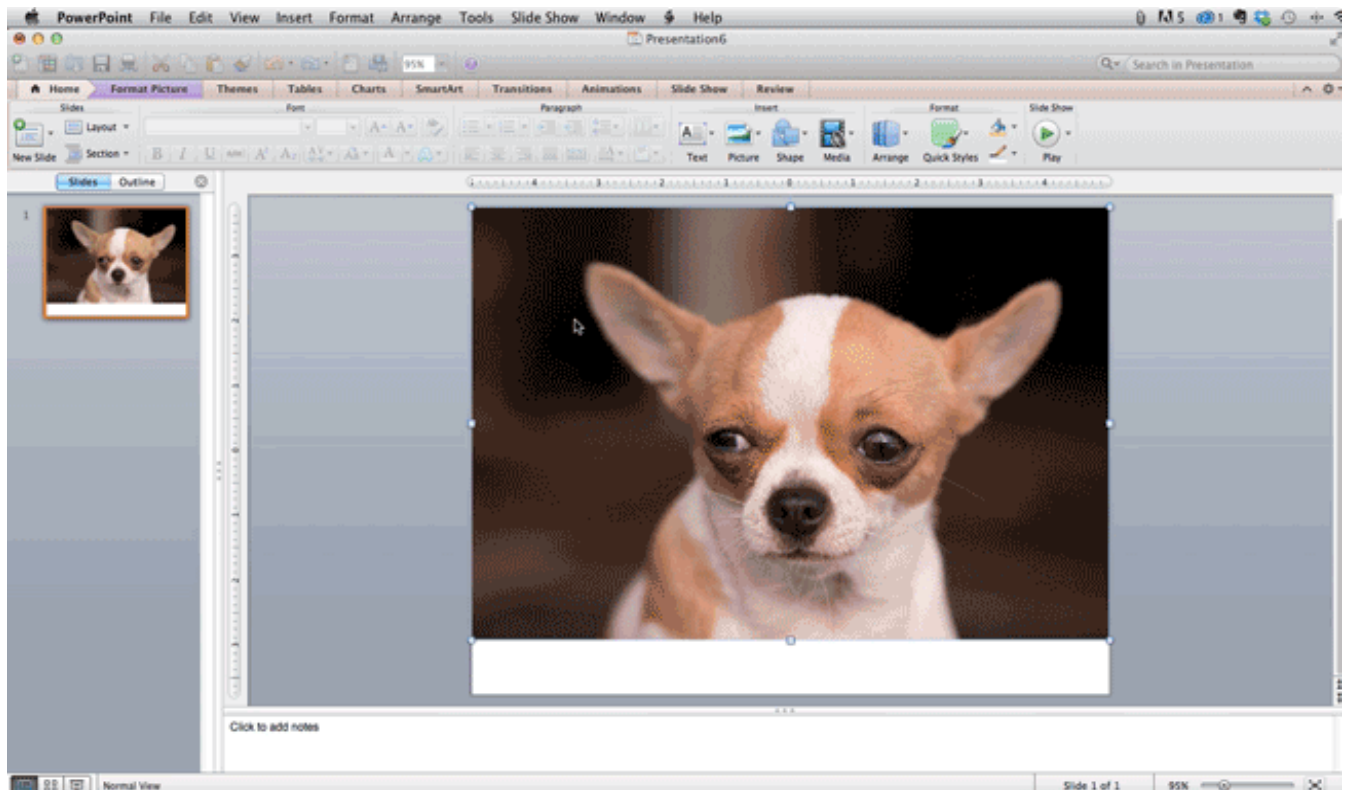 PowerPoint File Edit View Insert Format Arrange Tools Slide Show Window Help
Presentation6
95%
Search in Presentation
Home Format Picture Themes Tables Charts SmartArt Transitions Animations Slide Show Review
Slides Font Paragraph Insert Format Slide Show
Layout
New Slide Section B I U ABC Text Picture Shape Media Arrange Quick Styles Play
Slides Outline
1
Click to add notes
Normal View Slide 1 of 1 95%